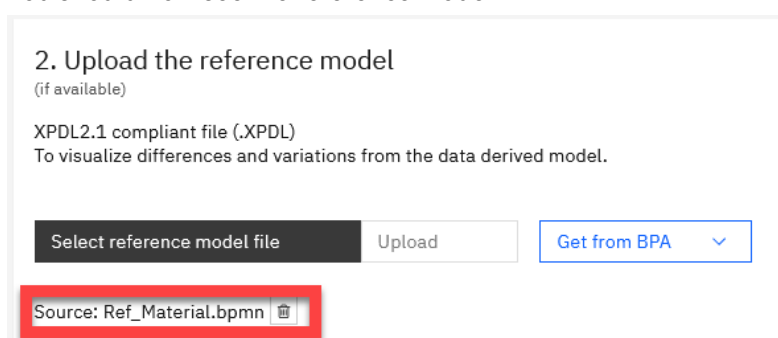 2. Upload the reference model
(if available)
XPDL2.1 compliant file (.XPDL)
To visualize differences and variations from the data derived model.
Select reference model file
Upload
Get from BPA
Source: Ref_Material.bpmn